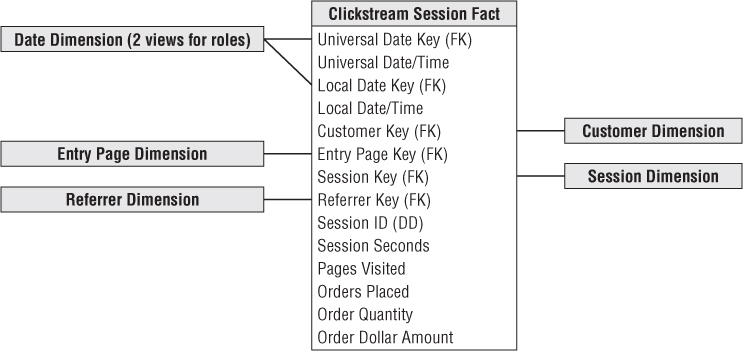 Clickstream Session Fact
Date Dimension (2 views for roles)
Universal Date Key (FK)
Universal Date/Time
Local Date Key (FK)
Local Date/Time
Customer Key (FK)
Customer Dimension
Entry Page Dimension
Entry Page Key (FK)
Session Key (FK)
Session Dimension
Referrer Dimension
Referrer Key (FK)
Session ID (DD)
Session Seconds
Pages Visited
Orders Placed
Order Quantity
Order Dollar Amount